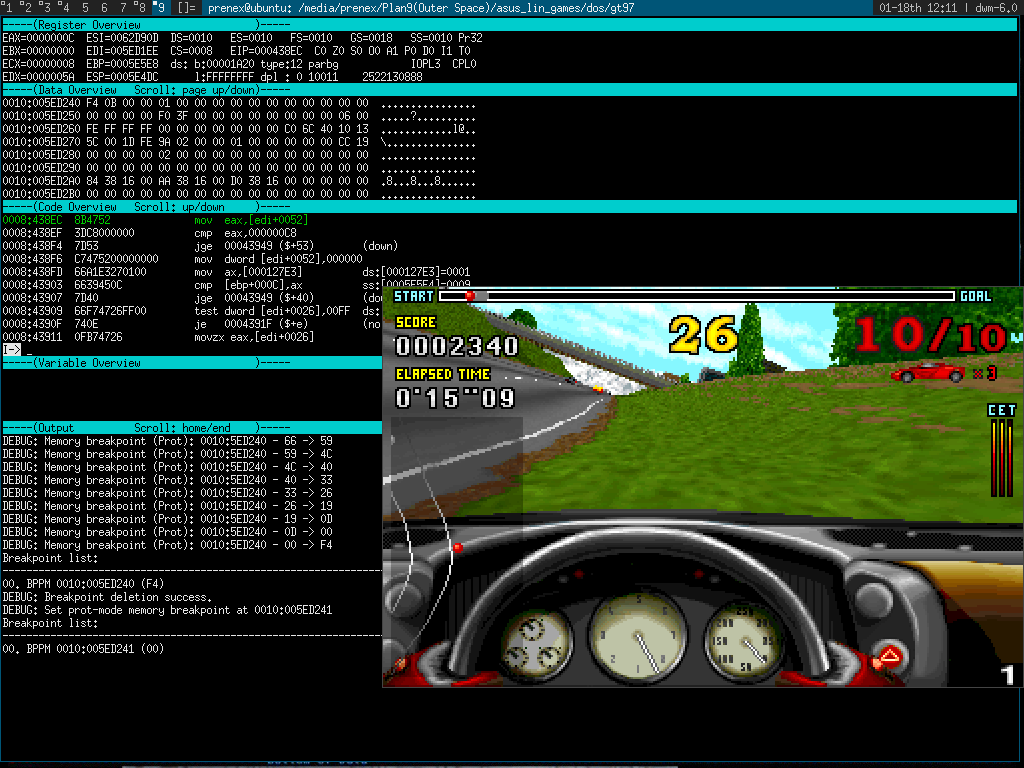 "1 "2 "3 "4 5 6 7 "8 "9 []= prenex@ubuntu: /media/prenex/Plan9(Outer Space)/asus_lin_games/dos/gt97 01-18th 12:11 | dwm-6.0
-----(Register Overview )-----
EAX=0000000C ESI=0062D90D DS=0010 ES=0010 FS=0010 GS=0018 SS=0010 Pr32
EBX=00000000 EDI=005ED1EE CS=0008 EIP=000438EC C0 Z0 S0 O0 A1 P0 D0 I1 T0
ECX=00000008 EBP=0005E5E8 ds: b:00001A20 type:12 parbg IOPL3 CPL0
EDX=0000005A ESP=0005E4DC l:FFFFFFFF dpl : 0 10011 2522130888
-----(Data Overview Scroll: page up/down)-----
0010:005ED240 F4 0B 00 00 01 00 00 00 00 00 00 00 00 00 00 00 ................
0010:005ED250 00 00 00 00 F0 3F 00 00 00 00 00 00 00 00 06 00 .....?..........
0010:005ED260 FE FF FF FF 00 00 00 00 00 00 00 C0 6C 40 10 13 ............l@..
0010:005ED270 5C 00 1D FE 9A 02 00 00 01 00 00 00 00 00 CC 19 \...............
0010:005ED280 00 00 00 00 02 00 00 00 00 00 00 00 00 00 00 00 ................
0010:005ED290 00 00 00 00 00 00 00 00 00 00 00 00 00 00 00 00 ................
0010:005ED2A0 84 38 16 00 AA 38 16 00 D0 38 16 00 00 00 00 00 .8...8...8......
0010:005ED2B0 00 00 00 00 00 00 00 00 00 00 00 00 00 00 00 00 ................
-----(Code Overview Scroll: up/down )-----
0008:438EC 8B4752 mov eax,[edi+0052]
0008:438EF 3DC8000000 cmp eax,000000C8
0008:438F4 7D53 jge 00043949 ($+53) (down)
0008:438F6 C7475200000000 mov dword [edi+0052],000000
0008:438FD 66A1E3270100 mov ax,[000127E3] ds:[000127E3]=0001
0008:43903 6639450C cmp [ebp+000C],ax ss:[0005E5F4]=0009
0008:43907 7D40 jge 00043949 ($+40) (do
0008:43909 66F74726FF00 test dword [edi+0026],00FF ds:
0008:4390F 740E je 0004391F ($+e) (no
0008:43911 0FB74726 movzx eax,[edi+0026]
I->
-----(Variable Overview
-----(Output Scroll: home/end )-----
DEBUG: Memory breakpoint (Prot): 0010:5ED240 - 66 -> 59
DEBUG: Memory breakpoint (Prot): 0010:5ED240 - 59 -> 4C
DEBUG: Memory breakpoint (Prot): 0010:5ED240 - 4C -> 40
DEBUG: Memory breakpoint (Prot): 0010:5ED240 - 40 -> 33
DEBUG: Memory breakpoint (Prot): 0010:5ED240 - 33 -> 26
DEBUG: Memory breakpoint (Prot): 0010:5ED240 - 26 -> 19
DEBUG: Memory breakpoint (Prot): 0010:5ED240 - 19 -> 0D
DEBUG: Memory breakpoint (Prot): 0010:5ED240 - 0D -> 00
DEBUG: Memory breakpoint (Prot): 0010:5ED240 - 00 -> F4
Breakpoint list:
00. BPPM 0010:005ED240 (F4)
DEBUG: Breakpoint deletion success.
DEBUG: Set prot-mode memory breakpoint at 0010:005ED241
Breakpoint list:
00. BPPM 0010:005ED241 (00)
START GOAL
SCORE
0002340
26
10/10
×3
ELAPSED TIME
0'15"09
CET
1